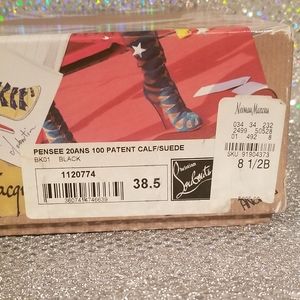 Neiman Marcus
034 34 232
2499 50528
01 492 8
SKU 91904373
8 1/2B
PENSEE 20ANS 100 PATENT CALF/SUEDE
BK01 BLACK
1120774
38.5
Christian
Louboutin